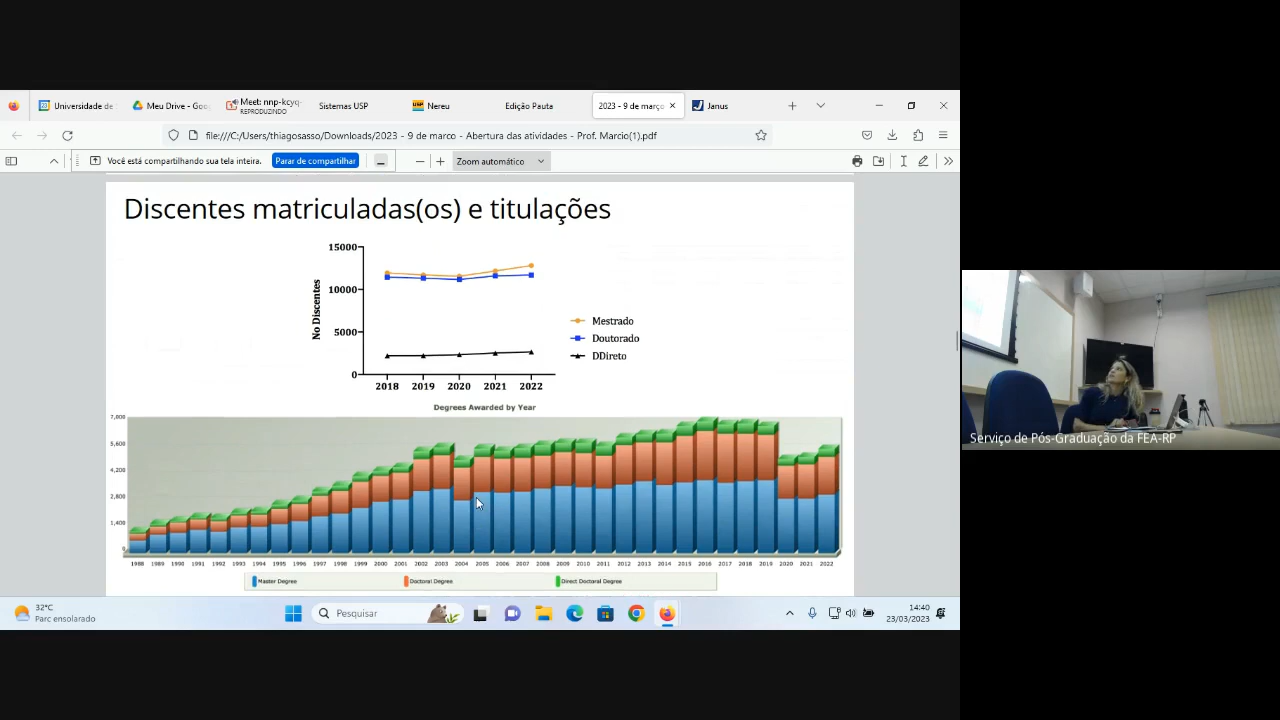 Universidade de
Meu Drive - Goo
Meet: nnp-kcyq-
REPRODUZINDO
Sistemas USP
USP
Nereu
Edição Pauta
2023 - 9 de março
Janus
file:///C:/Users/thiagosasso/Downloads/2023 - 9 de marco - Abertura das atividades - Prof. Marcio(1).pdf
Você está compartilhando sua tela inteira.
Parar de compartilhar
Zoom automático
Discentes matriculadas(os) e titulações
No Discentes
15000
10000
5000
0
2018 2019 2020 2021 2022
Mestrado
Doutorado
DDireto
Degrees Awarded by Year
7,000
5,600
4,200
2,800
1,400
0
1988 1989 1990 1991 1992 1993 1994 1995 1996 1997 1998 1999 2000 2001 2002 2003 2004 2005 2006 2007 2008 2009 2010 2011 2012 2013 2014 2015 2016 2017 2018 2019 2020 2021 2022
Master Degree
Doctoral Degree
Direct Doctoral Degree
Serviço de Pós-Graduação da FEA-RP
32°C
Parc ensolarado
Pesquisar
14:40
23/03/2023